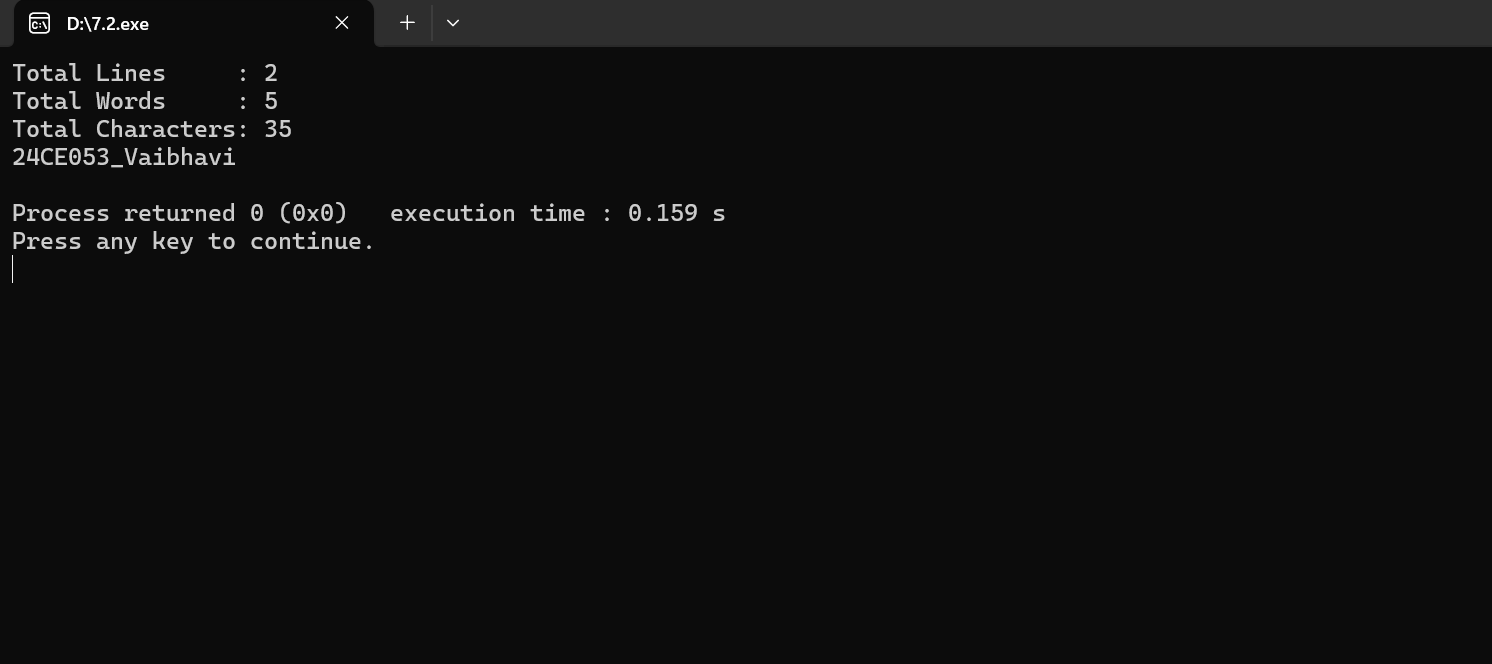 D:\7.2.exe
Total Lines     : 2
Total Words     : 5
Total Characters: 35
24CE053_Vaibhavi
Process returned 0 (0x0)   execution time : 0.159 s
Press any key to continue.